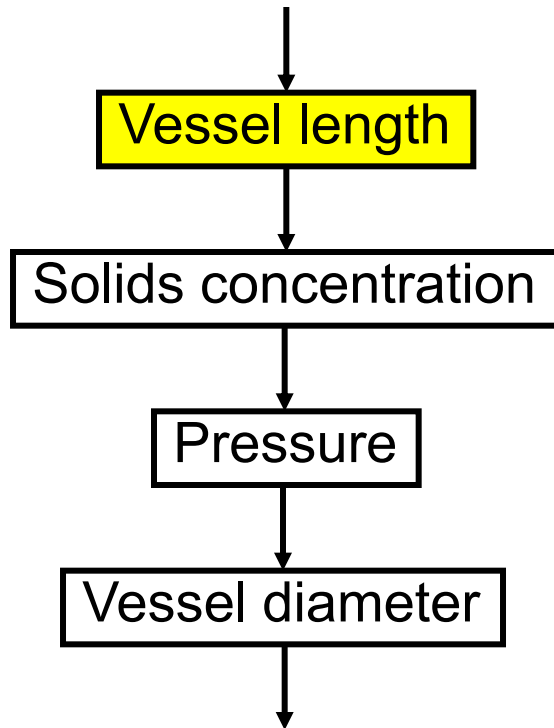 Vessel length
Solids concentration
Pressure
Vessel diameter